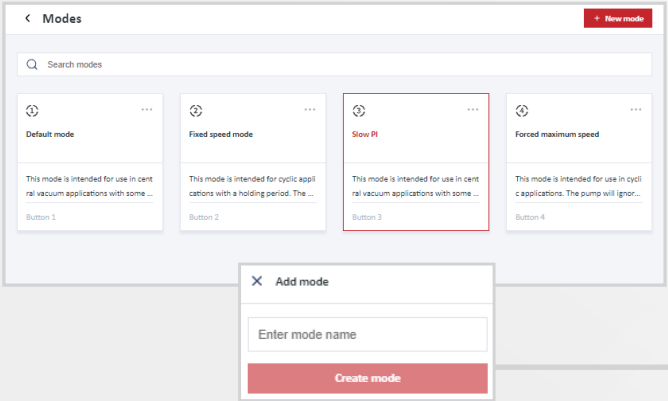 Modes
+ New mode
Search modes
1
Default mode
This mode is intended for use in cent
ral vacuum applications with some ...
Button 1
2
Fixed speed mode
This mode is intended for cyclic appli
cations with a holding period. The ...
Button 2
3
Slow PI
This mode is intended for use in cent
ral vacuum applications with some ...
Button 3
4
Forced maximum speed
This mode is intended for use in cycli
c applications. The pump will ignor...
Button 4
Add mode
Enter mode name
Create mode